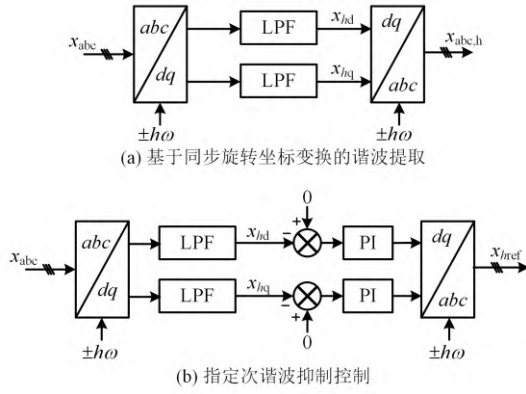 abc
LPF
x_hd
dq
x_abc
x_abc,h
dq
LPF
x_hq
abc
±hω
±hω
(a) 基于同步旋转坐标变换的谐波提取
0
abc
LPF
x_hd
+
−
PI
dq
x_abc
x_href
dq
LPF
x_hq
−
+
PI
abc
0
±hω
±hω
(b) 指定次谐波抑制控制